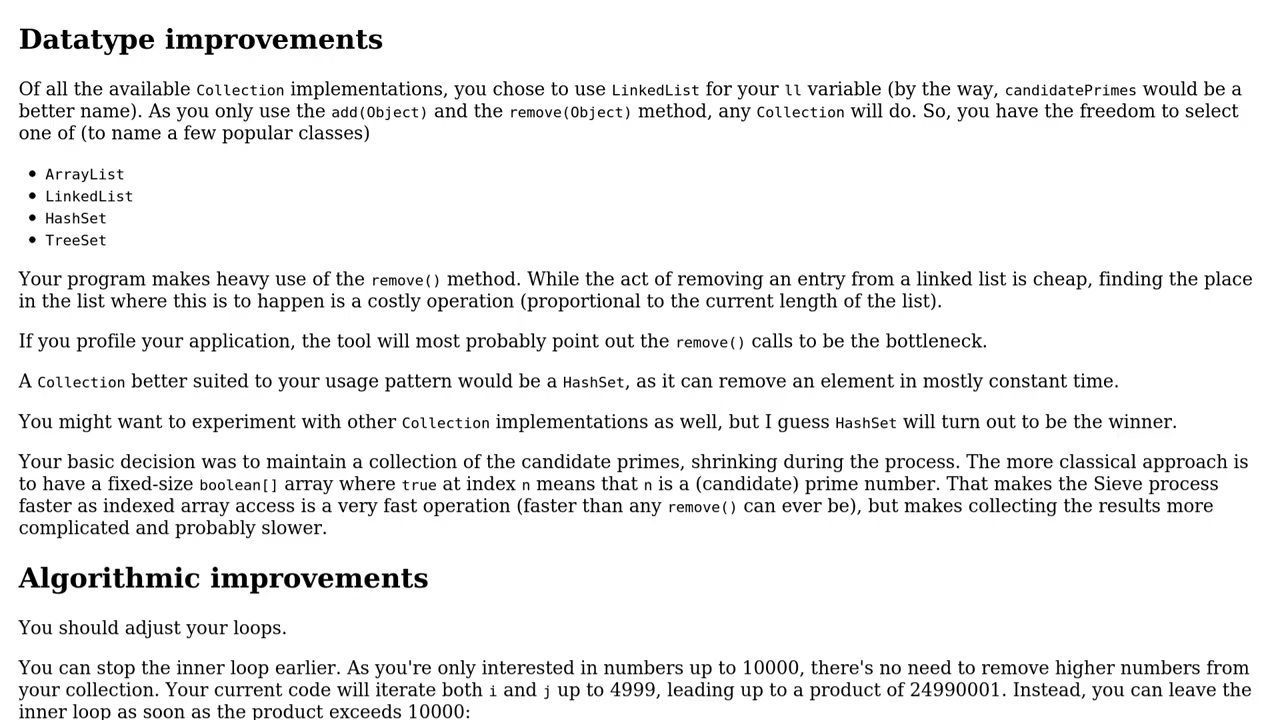 Datatype improvements
Of all the available Collection implementations, you chose to use LinkedList for your ll variable (by the way, candidatePrimes would be a
better name). As you only use the add(Object) and the remove(Object) method, any Collection will do. So, you have the freedom to select
one of (to name a few popular classes)
• ArrayList
• LinkedList
• HashSet
• TreeSet
Your program makes heavy use of the remove() method. While the act of removing an entry from a linked list is cheap, finding the place
in the list where this is to happen is a costly operation (proportional to the current length of the list).
If you profile your application, the tool will most probably point out the remove() calls to be the bottleneck.
A Collection better suited to your usage pattern would be a HashSet, as it can remove an element in mostly constant time.
You might want to experiment with other Collection implementations as well, but I guess HashSet will turn out to be the winner.
Your basic decision was to maintain a collection of the candidate primes, shrinking during the process. The more classical approach is
to have a fixed-size boolean[] array where true at index n means that n is a (candidate) prime number. That makes the Sieve process
faster as indexed array access is a very fast operation (faster than any remove() can ever be), but makes collecting the results more
complicated and probably slower.
Algorithmic improvements
You should adjust your loops.
You can stop the inner loop earlier. As you're only interested in numbers up to 10000, there's no need to remove higher numbers from
your collection. Your current code will iterate both i and j up to 4999, leading up to a product of 24990001. Instead, you can leave the
inner loop as soon as the product exceeds 10000: